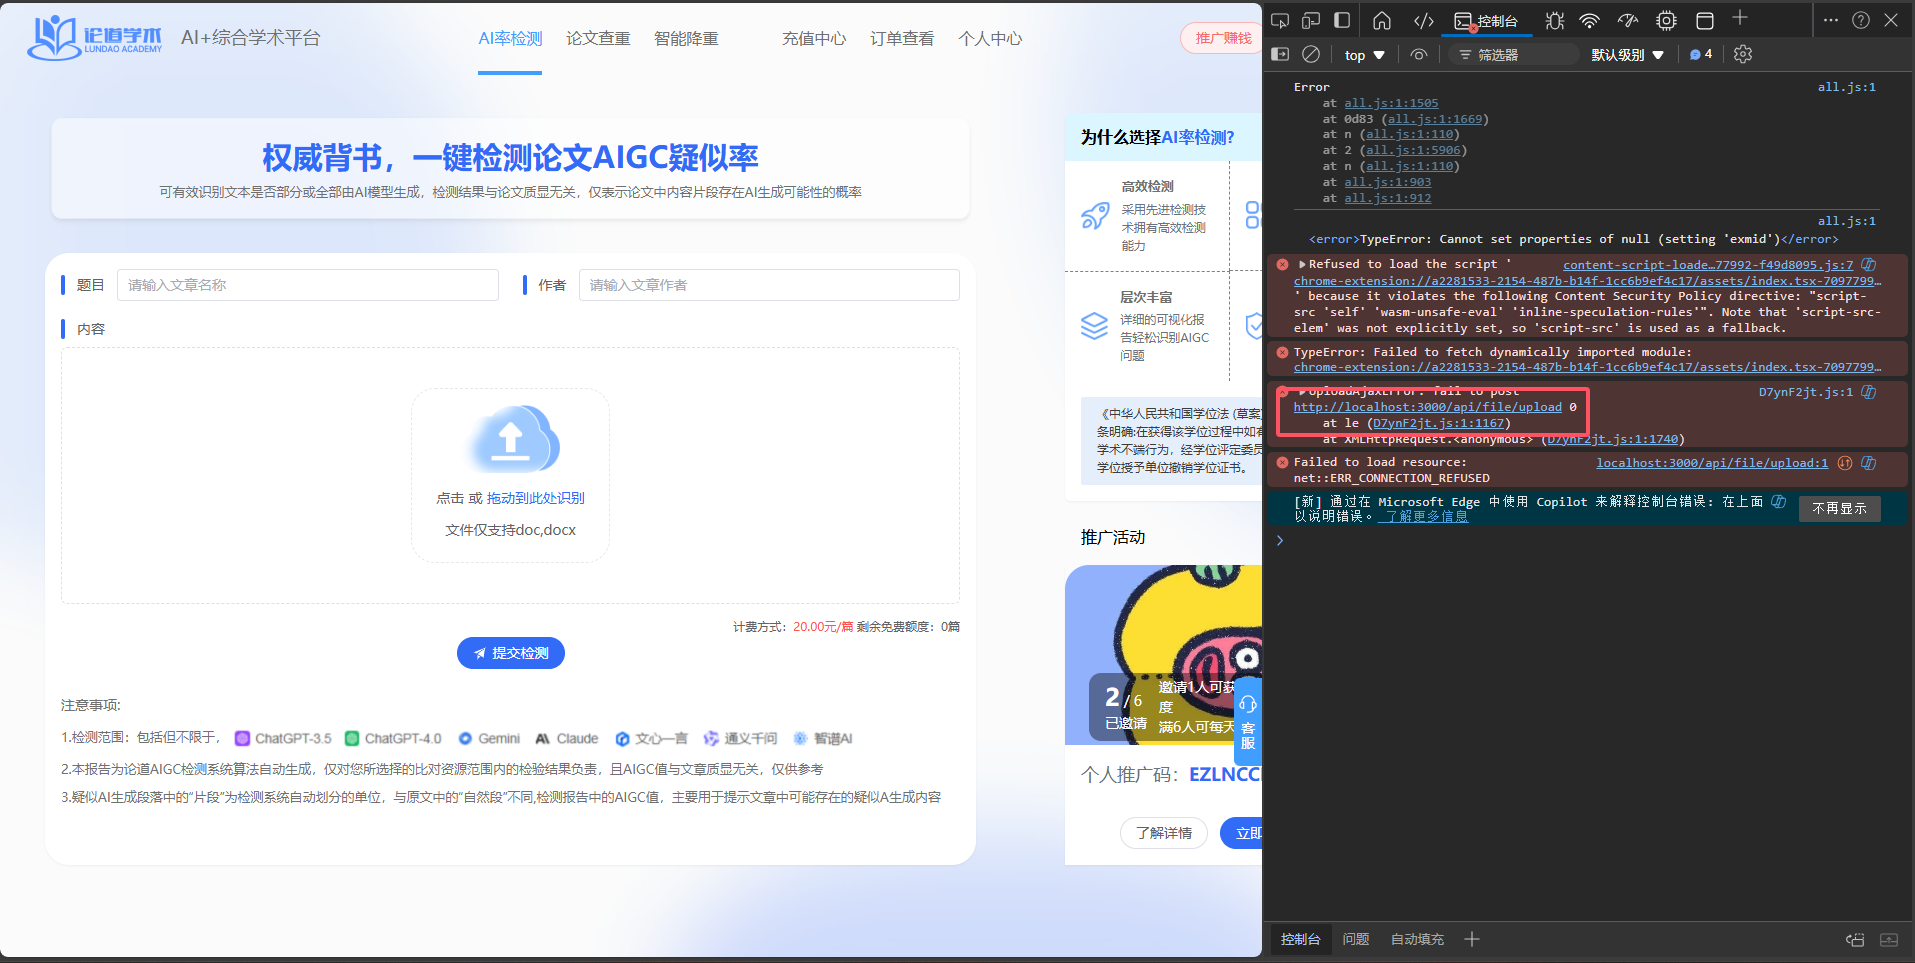 论道学术
LUNDAO ACADEMY
AI+综合学术平台
AI率检测
论文查重
智能降重
充值中心
订单查看
个人中心
推广赚钱
权威背书，一键检测论文AIGC疑似率
可有效识别文本是否部分或全部由AI模型生成，检测结果与论文质显无关，仅表示论文中内容片段存在AI生成可能性的概率
题目
请输入文章名称
作者
请输入文章作者
内容
点击 或 拖动到此处识别
文件仅支持doc,docx
计费方式：20.00元/篇 剩余免费额度：0篇
提交检测
注意事项:
1.检测范围：包括但不限于， ChatGPT-3.5 ChatGPT-4.0 Gemini Claude 文心一言 通义千问 智谱AI
2.本报告为论道AIGC检测系统算法自动生成，仅对您所选择的比对资源范围内的检验结果负责，且AIGC值与文章质显无关，仅供参考
3.疑似AI生成段落中的“片段”为检测系统自动划分的单位，与原文中的“自然段”不同,检测报告中的AIGC值，主要用于提示文章中可能存在的疑似A生成内容
为什么选择AI率检测?
高效检测
采用先进检测技
术拥有高效检测
能力
层次丰富
详细的可视化报
告轻松识别AIGC
问题
《中华人民共和国学位法 (草案)
条明确:在获得该学位过程中如有
学术不端行为，经学位评定委员
学位授予单位撤销学位证书。
推广活动
2 / 6
已邀请
邀请1人可获
度
满6人可每天
客
服
个人推广码：EZLNCC
了解详情
立即
控制台
top
筛选器
默认级别
4
Error all.js:1
at all.js:1:1505
at 0d83 (all.js:1:1669)
at n (all.js:1:110)
at 2 (all.js:1:5906)
at n (all.js:1:110)
at all.js:1:903
at all.js:1:912
all.js:1
<error>TypeError: Cannot set properties of null (setting 'exmid')</error>
Refused to load the script ' content-script-loade…77992-f49d8095.js:7
chrome-extension://a2281533-2154-487b-b14f-1cc6b9ef4c17/assets/index.tsx-7097799…
' because it violates the following Content Security Policy directive: "script-
src 'self' 'wasm-unsafe-eval' 'inline-speculation-rules'". Note that 'script-src-
elem' was not explicitly set, so 'script-src' is used as a fallback.
TypeError: Failed to fetch dynamically imported module:
chrome-extension://a2281533-2154-487b-b14f-1cc6b9ef4c17/assets/index.tsx-7097799…
UploadAjaxError: fail to post D7ynF2jt.js:1
http://localhost:3000/api/file/upload 0
at le (D7ynF2jt.js:1:1167)
at XMLHttpRequest.<anonymous> (D7ynF2jt.js:1:1740)
Failed to load resource: localhost:3000/api/file/upload:1
net::ERR_CONNECTION_REFUSED
[新] 通过在 Microsoft Edge 中使用 Copilot 来解释控制台错误: 在上面
以说明错误。 了解更多信息
不再显示
控制台
问题
自动填充